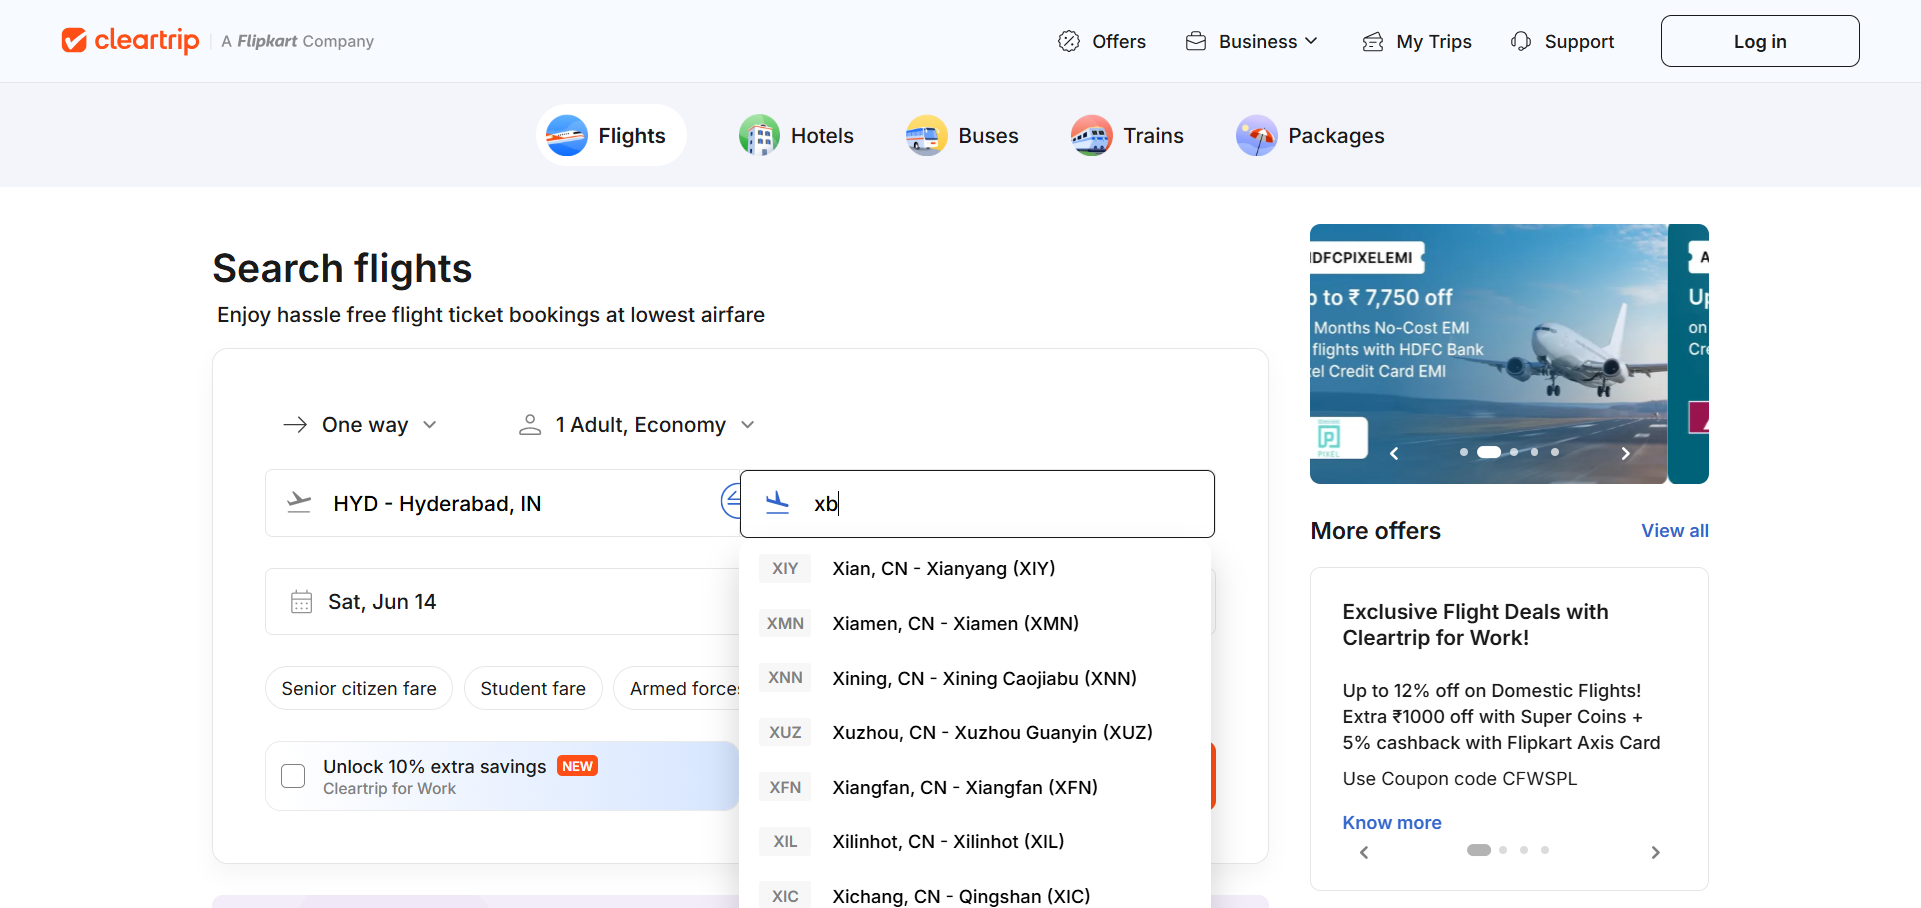 cleartrip
A Flipkart Company
Offers
Business
My Trips
Support
Log in
Flights
Hotels
Buses
Trains
Packages
Search flights
Enjoy hassle free flight ticket bookings at lowest airfare
One way
1 Adult, Economy
HYD - Hyderabad, IN
xb
Sat, Jun 14
Senior citizen fare
Student fare
Armed forces
Unlock 10% extra savings NEW
Cleartrip for Work
XIY Xian, CN - Xianyang (XIY)
XMN Xiamen, CN - Xiamen (XMN)
XNN Xining, CN - Xining Caojiabu (XNN)
XUZ Xuzhou, CN - Xuzhou Guanyin (XUZ)
XFN Xiangfan, CN - Xiangfan (XFN)
XIL Xilinhot, CN - Xilinhot (XIL)
XIC Xichang, CN - Qingshan (XIC)
DFCPIXELEMI
to ₹ 7,750 off
Months No-Cost EMI
flights with HDFC Bank
el Credit Card EMI
PIXEL
A
Up
on
Cre
More offers
View all
Exclusive Flight Deals with
Cleartrip for Work!
Up to 12% off on Domestic Flights!
Extra ₹1000 off with Super Coins +
5% cashback with Flipkart Axis Card
Use Coupon code CFWSPL
Know more